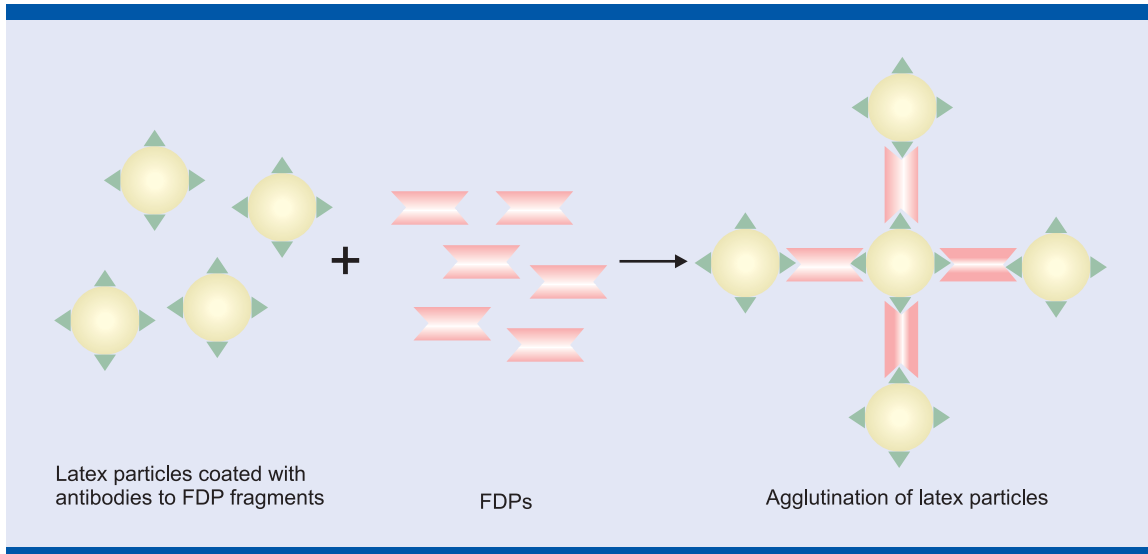 +
Latex particles coated with
antibodies to FDP fragments
FDPs
Agglutination of latex particles